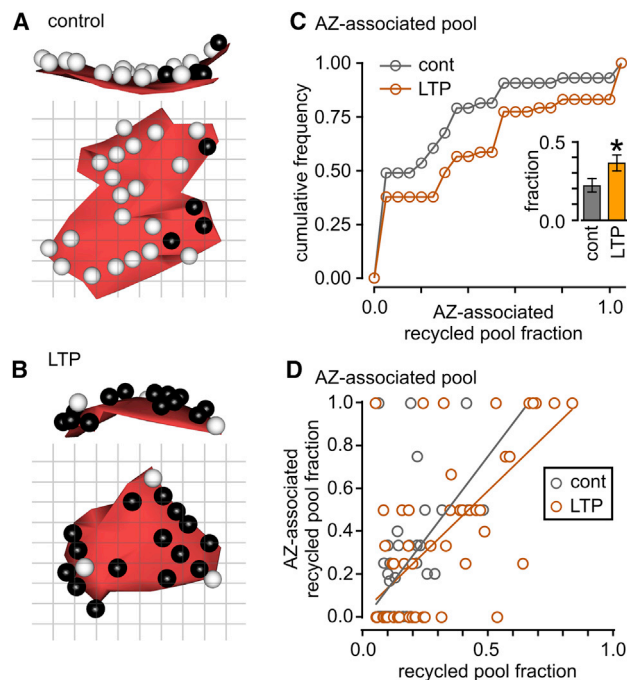 A
control
B
LTP
C
AZ-associated pool
cumulative frequency
1.00
0.75
0.50
0.25
0.00
cont
LTP
fraction
0.5
0.0
*
cont
LTP
0.0
1.0
AZ-associated
recycled pool fraction
D
AZ-associated pool
AZ-associated
recycled pool fraction
1.0
0.8
0.6
0.4
0.2
0.0
cont
LTP
0.0
0.5
1.0
recycled pool fraction